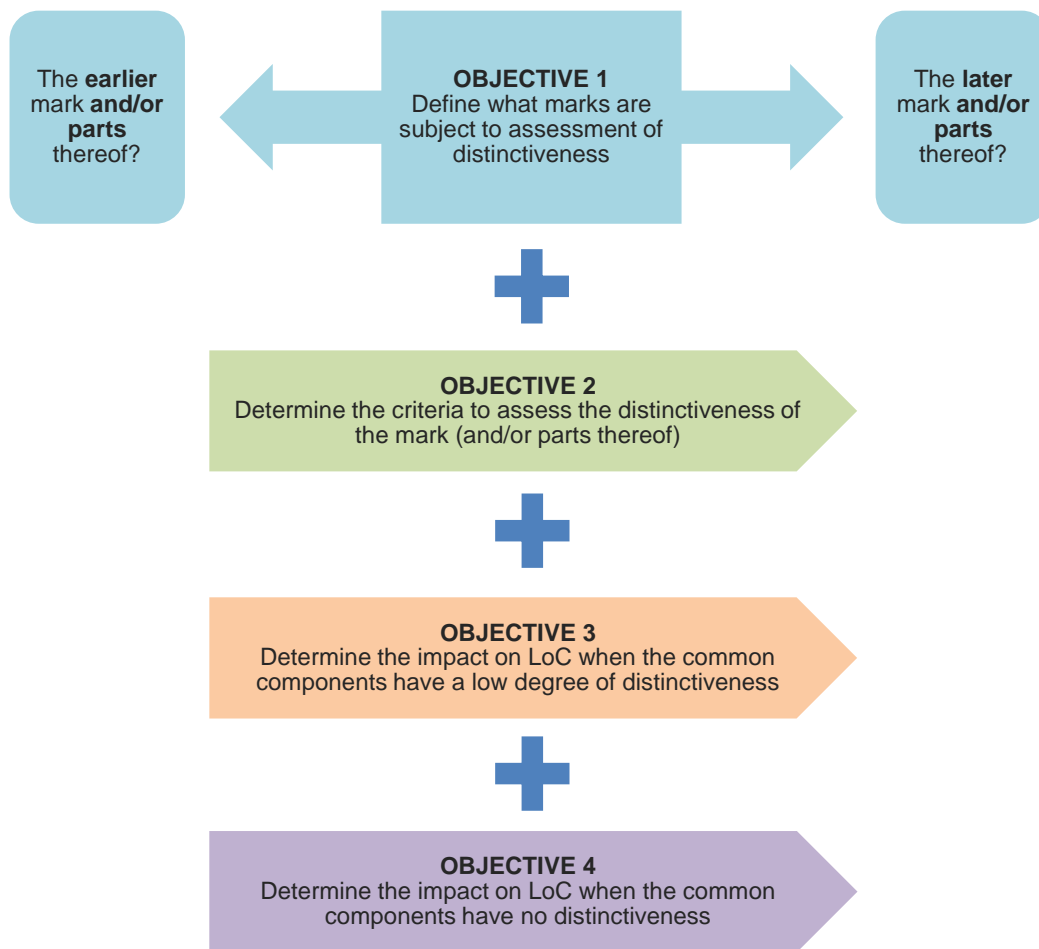 The earlier
mark and/or
parts
thereof?
OBJECTIVE 1
Define what marks are
subject to assessment of
distinctiveness
The later
mark and/or
parts
thereof?
OBJECTIVE 2
Determine the criteria to assess the distinctiveness of
the mark (and/or parts thereof)
OBJECTIVE 3
Determine the impact on LoC when the common
components have a low degree of distinctiveness
OBJECTIVE 4
Determine the impact on LoC when the common
components have no distinctiveness